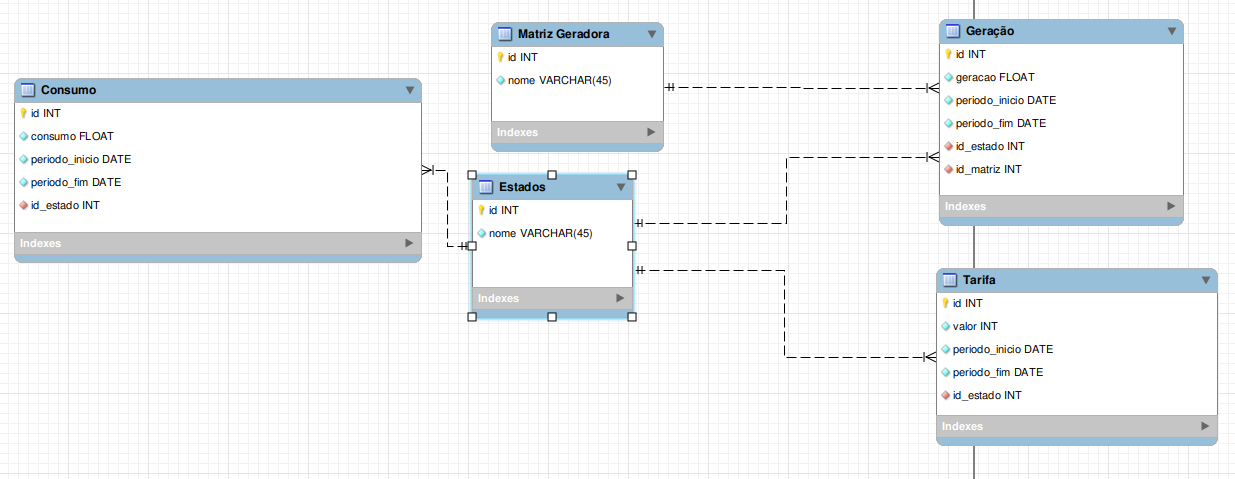 Consumo
id INT
consumo FLOAT
periodo_inicio DATE
periodo_fim DATE
id_estado INT
Indexes
Matriz Geradora
id INT
nome VARCHAR(45)
Indexes
Estados
id INT
nome VARCHAR(45)
Indexes
Geração
id INT
geracao FLOAT
periodo_inicio DATE
periodo_fim DATE
id_estado INT
id_matriz INT
Indexes
Tarifa
id INT
valor INT
periodo_inicio DATE
periodo_fim DATE
id_estado INT
Indexes